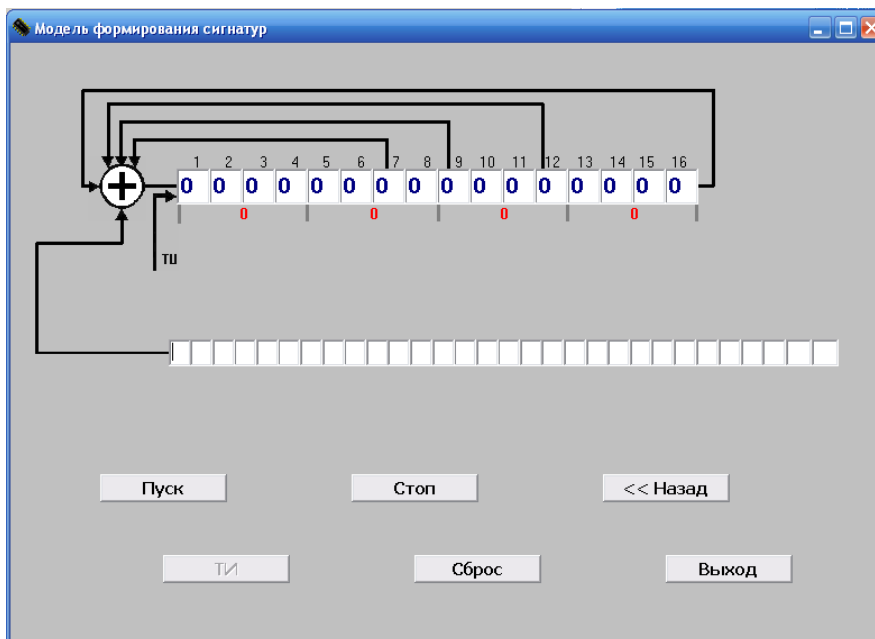 Модель формирования сигнатур
1 2 3 4 5 6 7 8 9 10 11 12 13 14 15 16
0 0 0 0 0 0 0 0 0 0 0 0 0 0 0 0
0 0 0 0
ТЦ
Пуск Стоп << Назад
ТИ Сброс Выход